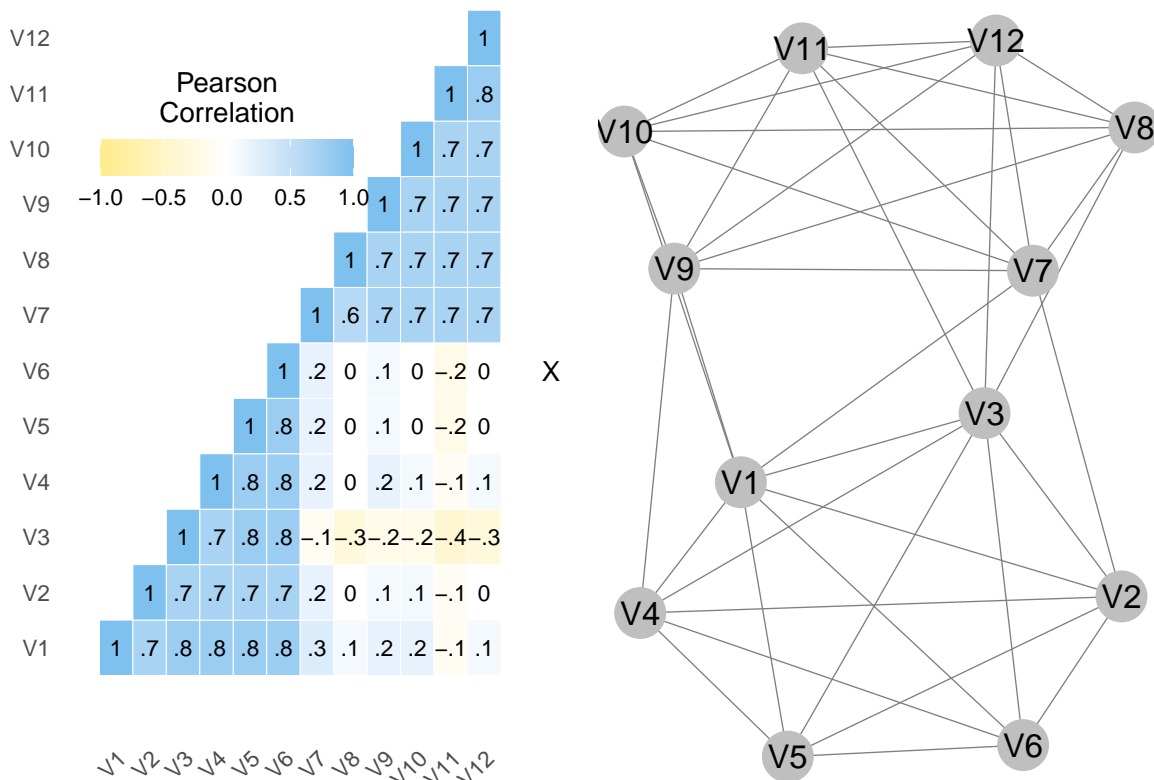 V12 1
V11 1 .8
V10 1 .7 .7
V9 1 .7 .7 .7
V8 1 .7 .7 .7 .7
V7 1 .6 .7 .7 .7 .7
V6 1 .2 0 .1 0 −.2 0
V5 1 .8 .2 0 .1 0 −.2 0
V4 1 .8 .8 .2 0 .2 .1 −.1 .1
V3 1 .7 .8 .8 −.1 −.3 −.2 −.2 −.4 −.3
V2 1 .7 .7 .7 .7 .2 0 .1 .1 −.1 0
V1 1 .7 .8 .8 .8 .8 .3 .1 .2 .2 −.1 .1
V1 V2 V3 V4 V5 V6 V7 V8 V9 V10 V11 V12
Pearson
Correlation
−1.0 −0.5 0.0 0.5 1.0
X
V11 V12
V10 V8
V9 V7
V3
V1
V4 V2
V5 V6